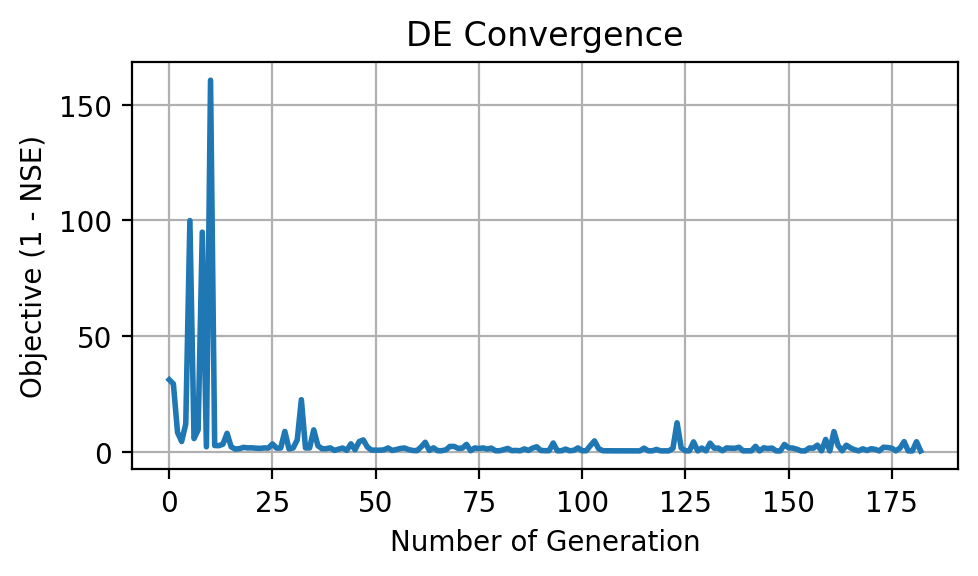 DE Convergence
Objective (1 - NSE)
150
100
50
0
0 25 50 75 100 125 150 175
Number of Generation